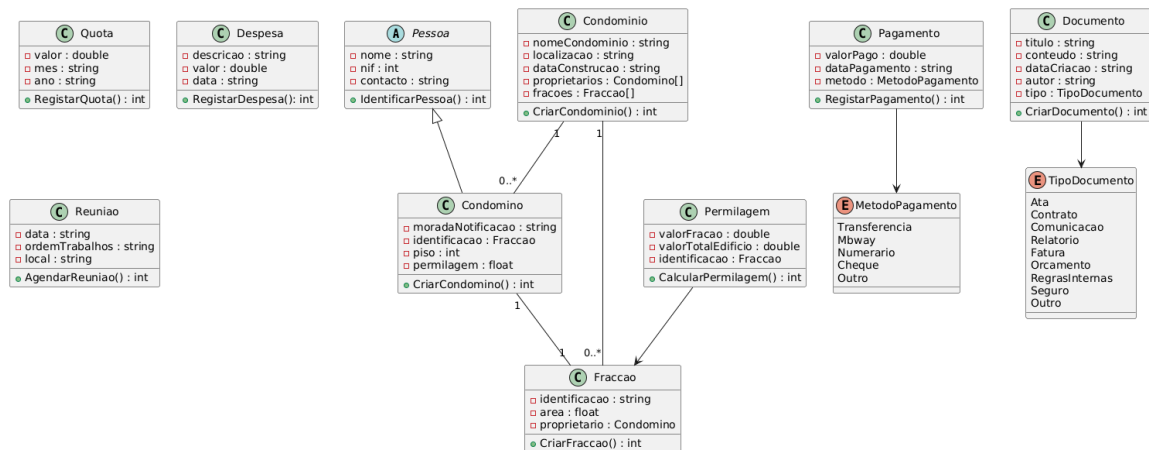 C Quota
valor : double
mes : string
ano : string
RegistarQuota() : int
C Despesa
descricao : string
valor : double
data : string
RegistarDespesa(): int
A Pessoa
nome : string
nif : int
contacto : string
IdentificarPessoa() : int
C Condominio
nomeCondominio : string
localizacao : string
dataConstrucao : string
proprietarios : Condomino[]
fracoes : Fraccao[]
CriarCondominio() : int
C Pagamento
valorPago : double
dataPagamento : string
metodo : MetodoPagamento
RegistarPagamento() : int
C Documento
titulo : string
conteudo : string
dataCriacao : string
autor : string
tipo : TipoDocumento
CriarDocumento() : int
1
1
0..*
C Reuniao
data : string
ordemTrabalhos : string
local : string
AgendarReuniao() : int
C Condomino
moradaNotificacao : string
identificacao : Fraccao
piso : int
permilagem : float
CriarCondomino() : int
C Permilagem
valorFracao : double
valorTotalEdificio : double
identificacao : Fraccao
CalcularPermilagem() : int
E MetodoPagamento
Transferencia
Mbway
Numerario
Cheque
Outro
E TipoDocumento
Ata
Contrato
Comunicacao
Relatorio
Fatura
Orcamento
RegrasInternas
Seguro
Outro
1
1
0..*
C Fraccao
identificacao : string
area : float
proprietario : Condomino
CriarFraccao() : int